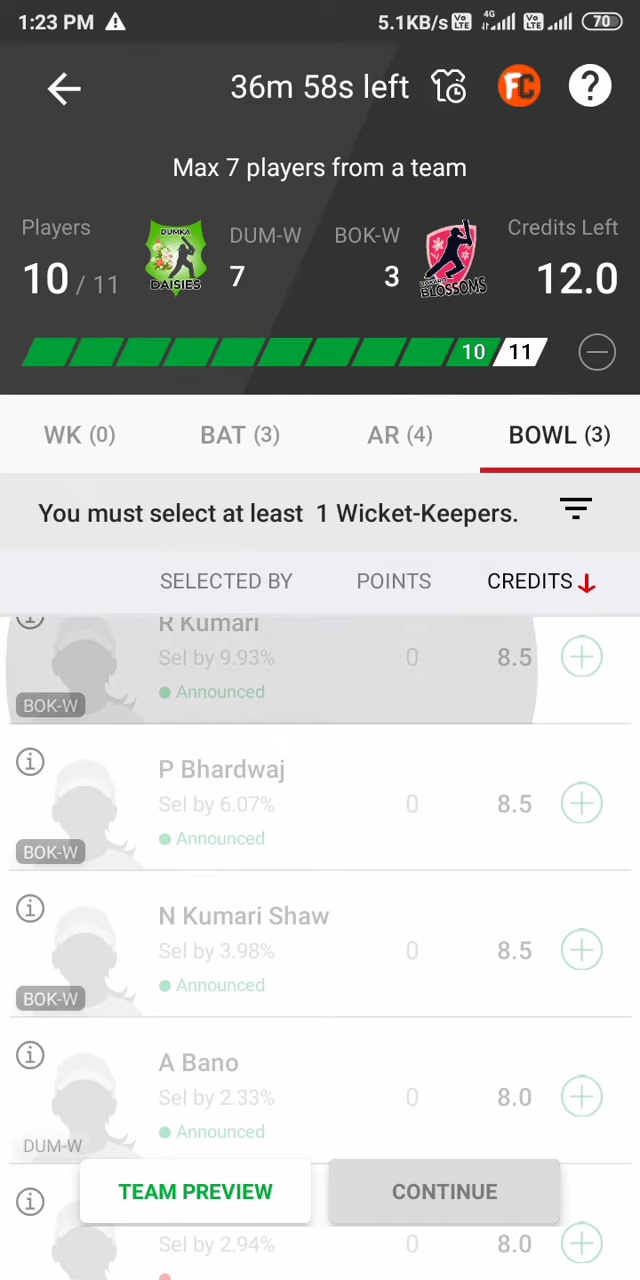 1:23 PM
5.1KB/s
Vo
LTE
4G
Vo
LTE
70
36m 58s left
FC
?
Max 7 players from a team
Players
10 / 11
DUMKA
DAISIES
DUM-W
7
BOK-W
3
BLOSSOMS
Credits Left
12.0
10
11
WK (0)
BAT (3)
AR (4)
BOWL (3)
You must select at least 1 Wicket-Keepers.
SELECTED BY
POINTS
CREDITS
R Kumari
Sel by 9.93%
0
8.5
Announced
BOK-W
P Bhardwaj
Sel by 6.07%
0
8.5
Announced
BOK-W
N Kumari Shaw
Sel by 3.98%
0
8.5
Announced
BOK-W
A Bano
Sel by 2.33%
0
8.0
Announced
DUM-W
TEAM PREVIEW
CONTINUE
Sel by 2.94%
0
8.0